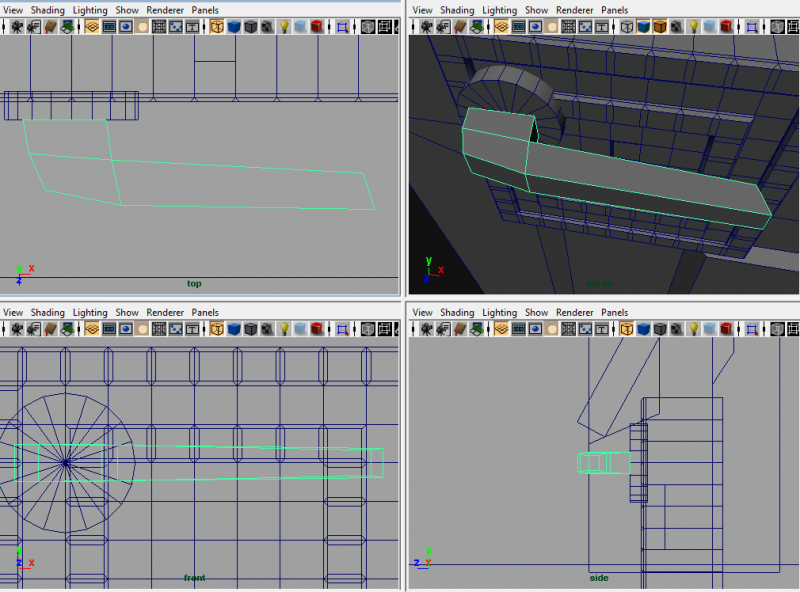 View Shading Lighting Show Renderer Panels
View Shading Lighting Show Renderer Panels
y x
z
top
y
x
z
persp
View Shading Lighting Show Renderer Panels
View Shading Lighting Show Renderer Panels
y
z x
front
y
z x
side